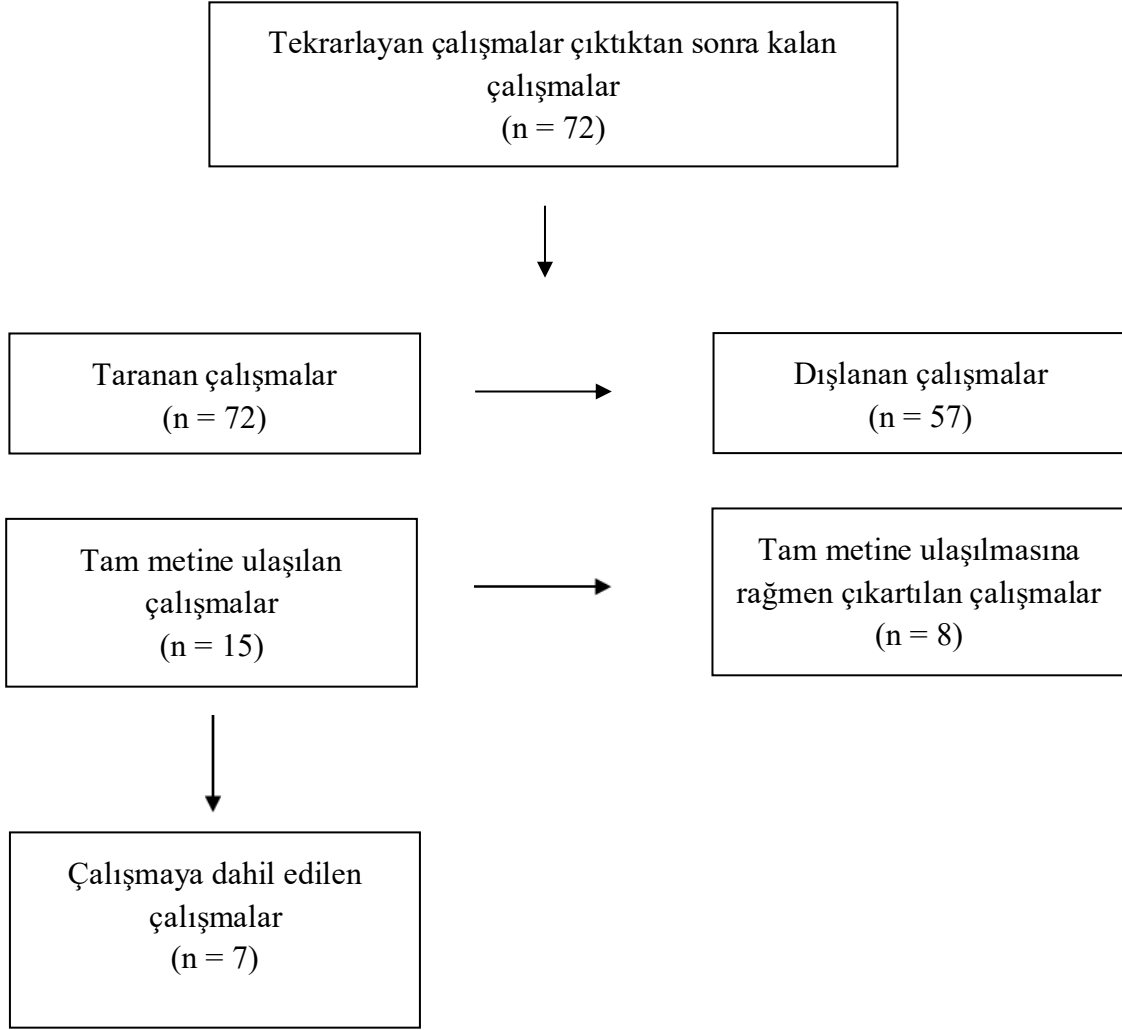 Tekrarlayan çalışmalar çıktıktan sonra kalan
çalışmalar
(n = 72)
Taranan çalışmalar
(n = 72)
Dışlanan çalışmalar
(n = 57)
Tam metine ulaşılan
çalışmalar
(n = 15)
Tam metine ulaşılmasına
rağmen çıkartılan çalışmalar
(n = 8)
Çalışmaya dahil edilen
çalışmalar
(n = 7)